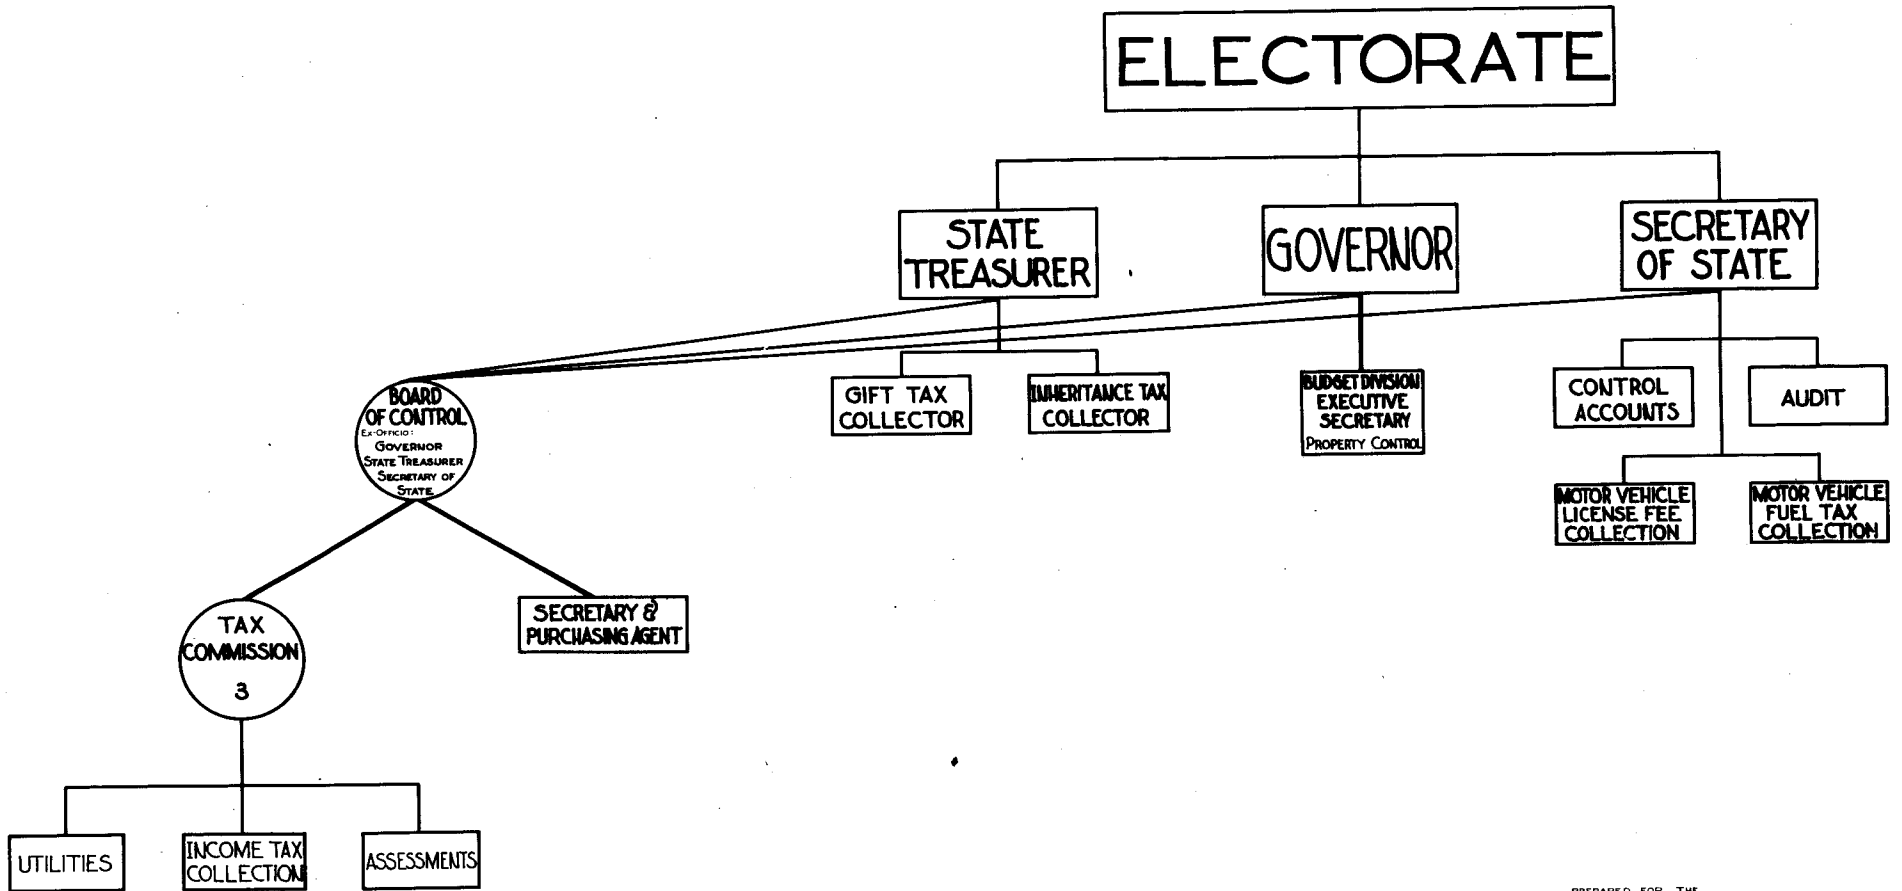 ELECTORATE
STATE
TREASURER
GOVERNOR
SECRETARY
OF STATE
GIFT TAX
COLLECTOR
INHERITANCE TAX
COLLECTOR
BUDGET DIVISION
EXECUTIVE
SECRETARY
PROPERTY CONTROL
CONTROL
ACCOUNTS
AUDIT
MOTOR VEHICLE
LICENSE FEE
COLLECTION
MOTOR VEHICLE
FUEL TAX
COLLECTION
BOARD
OF CONTROL
EX-OFFICIO:
GOVERNOR
STATE TREASURER
SECRETARY OF
STATE
TAX
COMMISSION
3
SECRETARY &
PURCHASING AGENT
UTILITIES
INCOME TAX
COLLECTION
ASSESSMENTS
PREPARED FOR THE